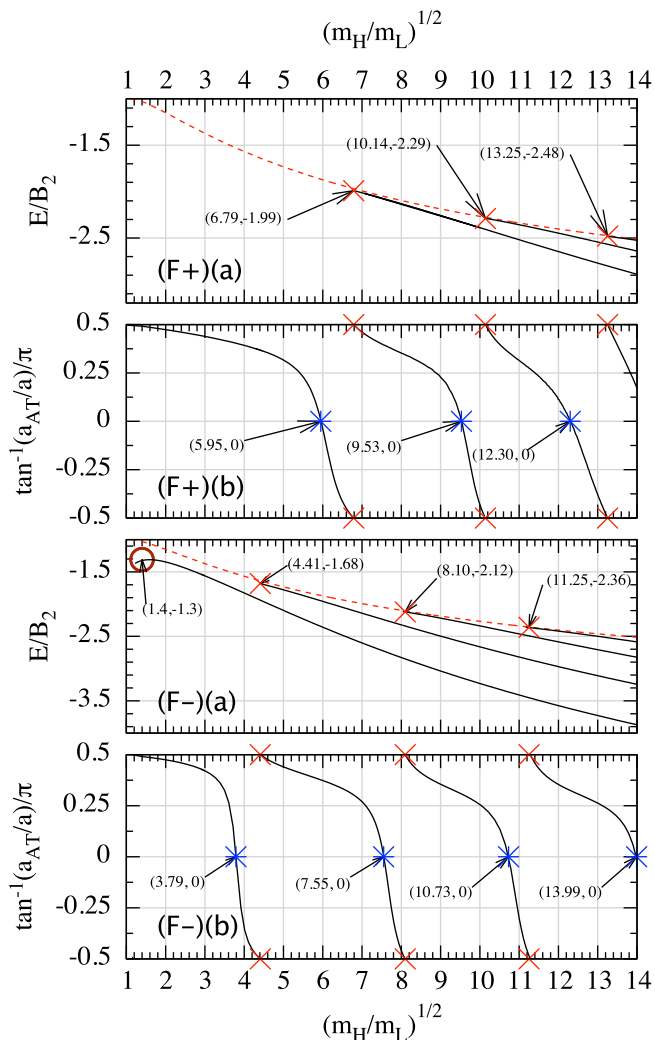 (m_H/m_L)^1/2
1 2 3 4 5 6 7 8 9 10 11 12 13 14
-1.5
-2.5
E/B_2
(10.14,-2.29)
(13.25,-2.48)
(6.79,-1.99)
(F+)(a)
0.5
0.25
0
-0.25
-0.5
tan^-1(a_AT/a)/π
(5.95, 0)
(9.53, 0)
(12.30, 0)
(F+)(b)
-1.5
-2.5
-3.5
E/B_2
(4.41,-1.68)
(8.10,-2.12)
(11.25,-2.36)
(1.4,-1.3)
(F−)(a)
0.5
0.25
0
-0.25
-0.5
tan^-1(a_AT/a)/π
(3.79, 0)
(7.55, 0)
(10.73, 0)
(13.99, 0)
(F−)(b)
1 2 3 4 5 6 7 8 9 10 11 12 13 14
(m_H/m_L)^1/2